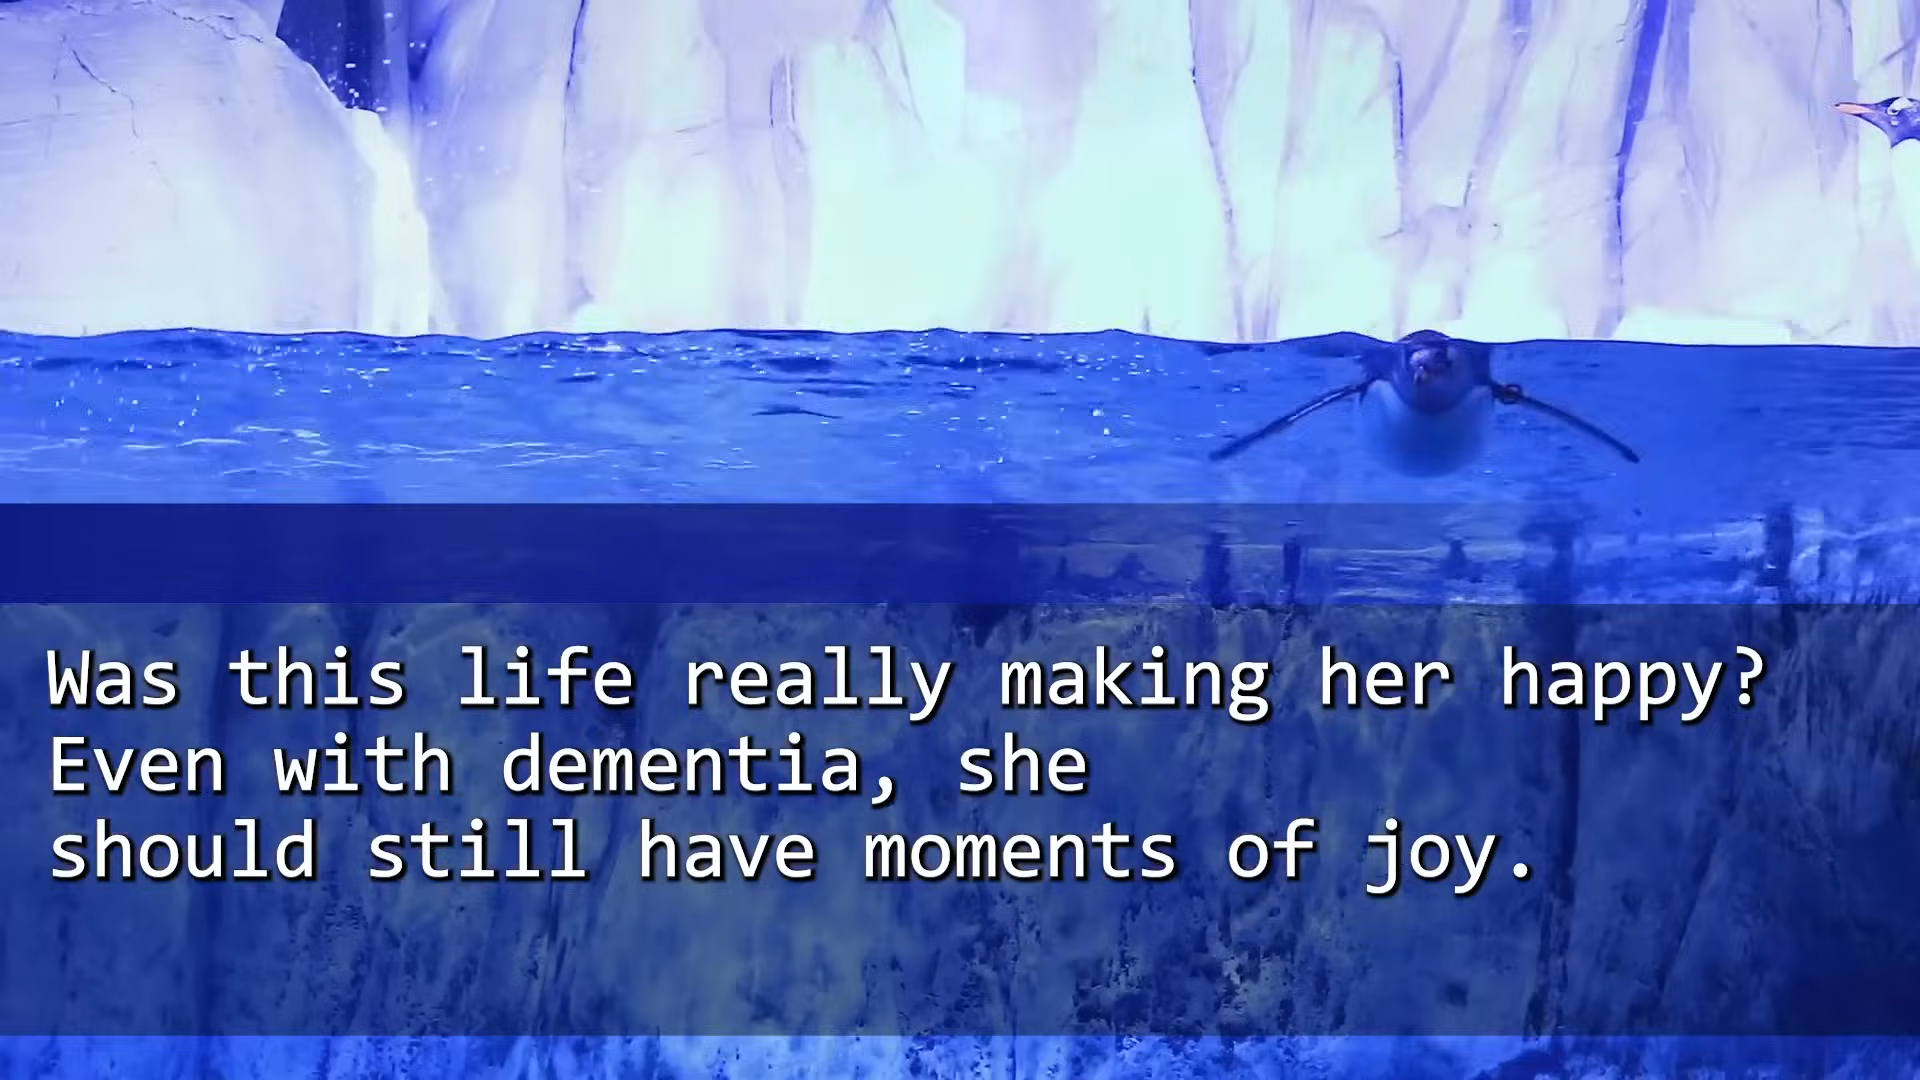 Was this life really making her happy?
Even with dementia, she
should still have moments of joy.